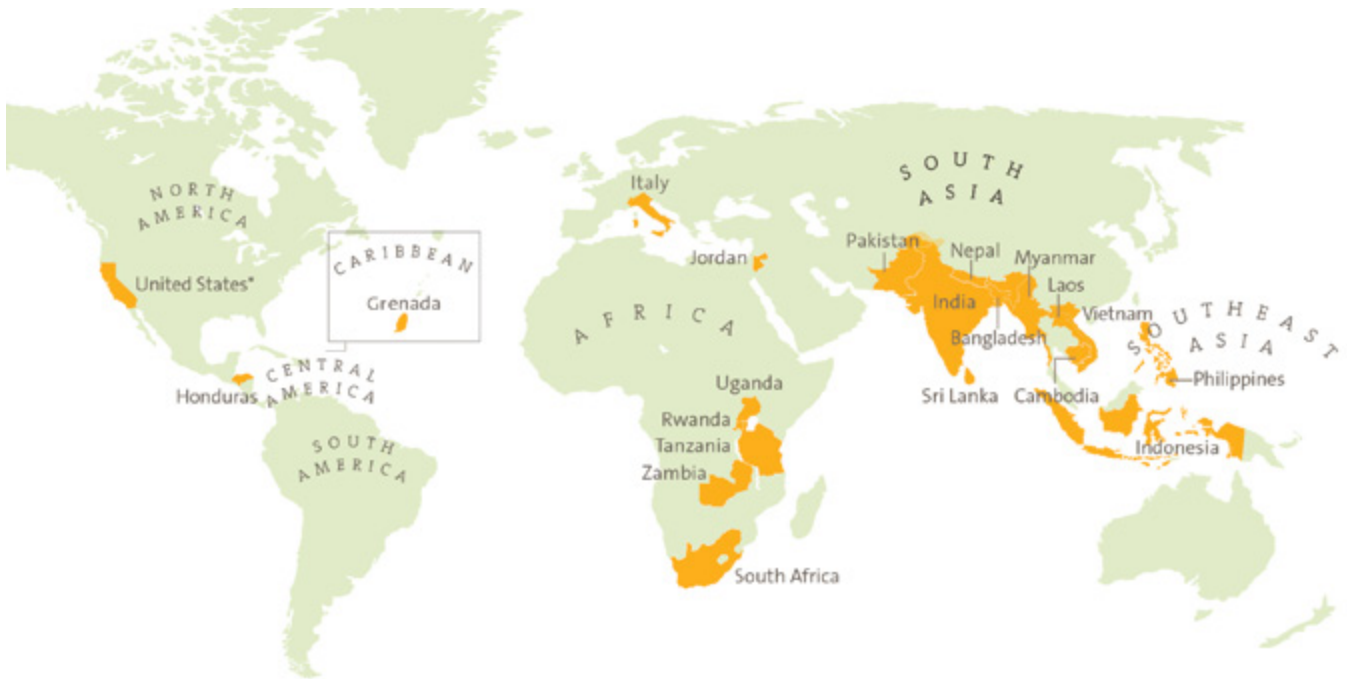 NORTH
AMERICA
United States*
CARIBBEAN
Grenada
CENTRAL
AMERICA
Honduras
SOUTH
AMERICA
Italy
Jordan
AFRICA
Uganda
Rwanda
Tanzania
Zambia
South Africa
SOUTH
ASIA
Pakistan
Nepal
Myanmar
Laos
India
Vietnam
Bangladesh
Sri Lanka
Cambodia
SOUTHEAST
ASIA
Philippines
Indonesia